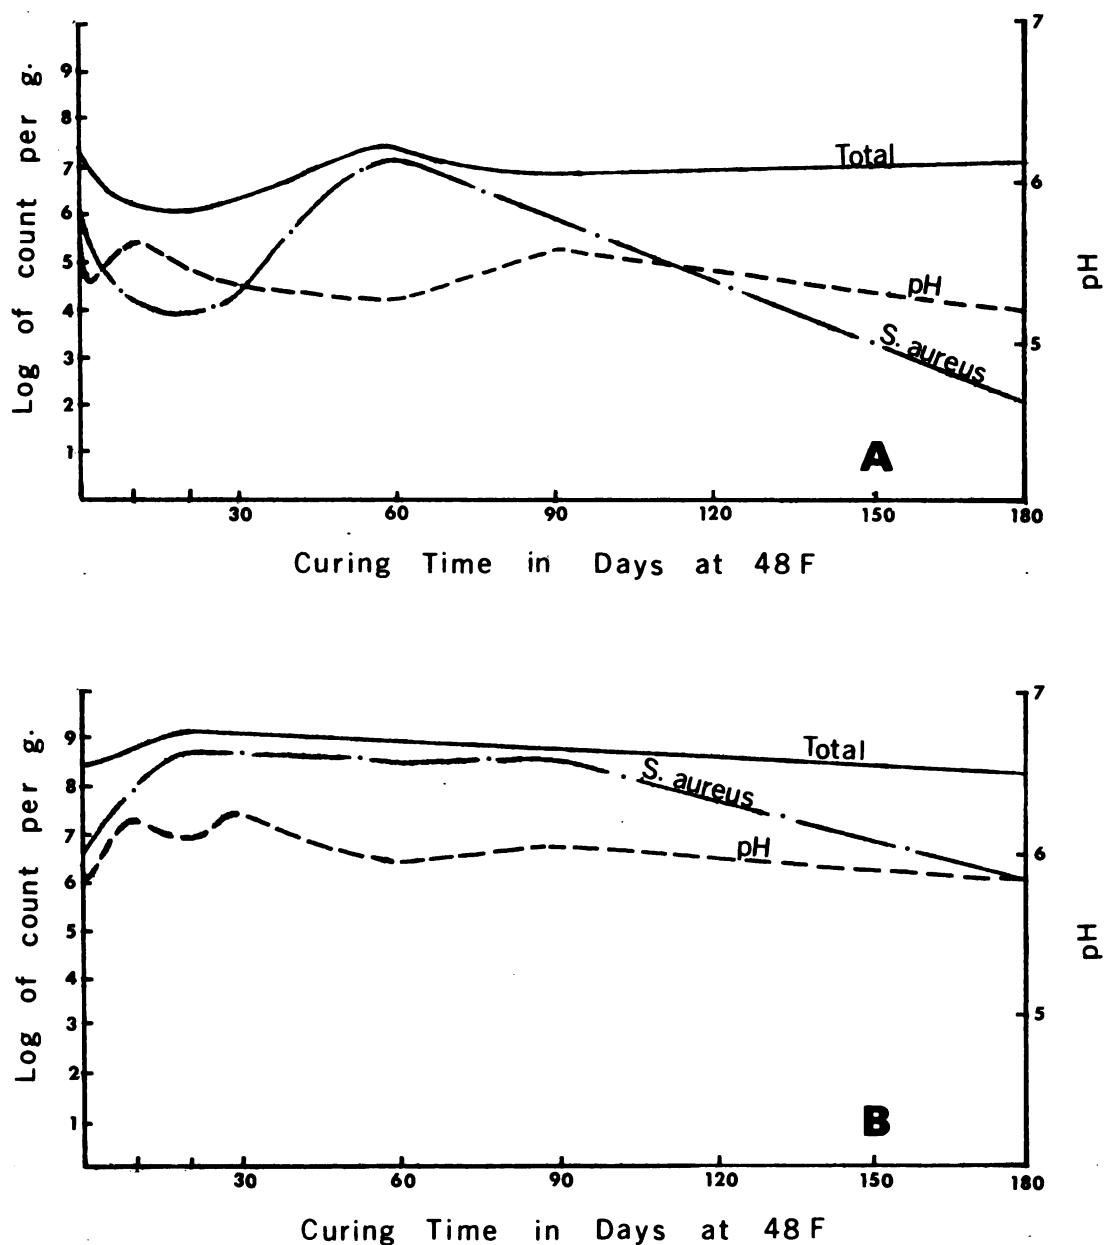 7
9
8
7
6
5
4
3
2
1
Log of count per g.
Total
6
pH
pH
S. aureus
5
A
30 60 90 120 150 180
Curing Time in Days at 48 F
7
9
8
7
6
5
4
3
2
1
Log of count per g.
Total
S. aureus
pH
6
pH
5
B
30 60 90 120 150 180
Curing Time in Days at 48 F